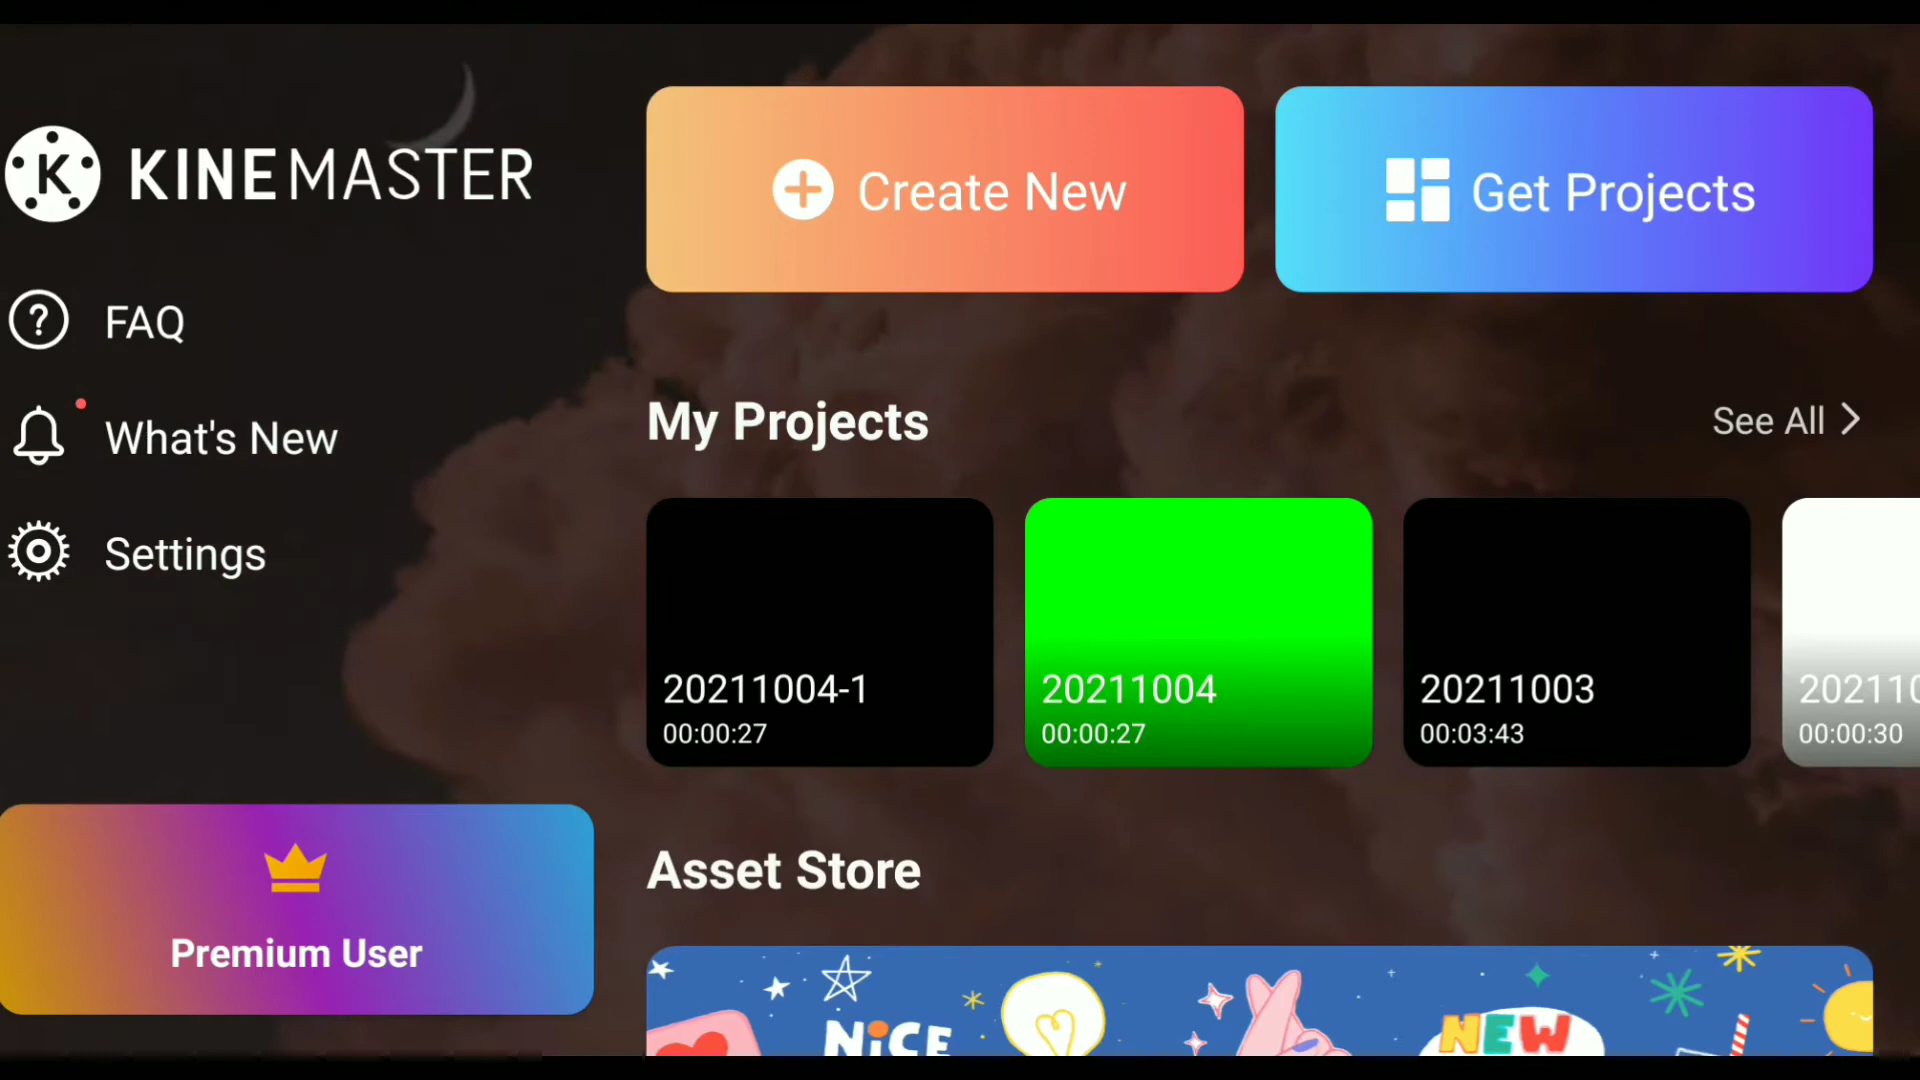 KINEMASTER
FAQ
What's New
Settings
Premium User
Create New
Get Projects
My Projects
See All
20211004-1
00:00:27
20211004
00:00:27
20211003
00:03:43
202110
00:00:30
Asset Store
NiCE
NEW